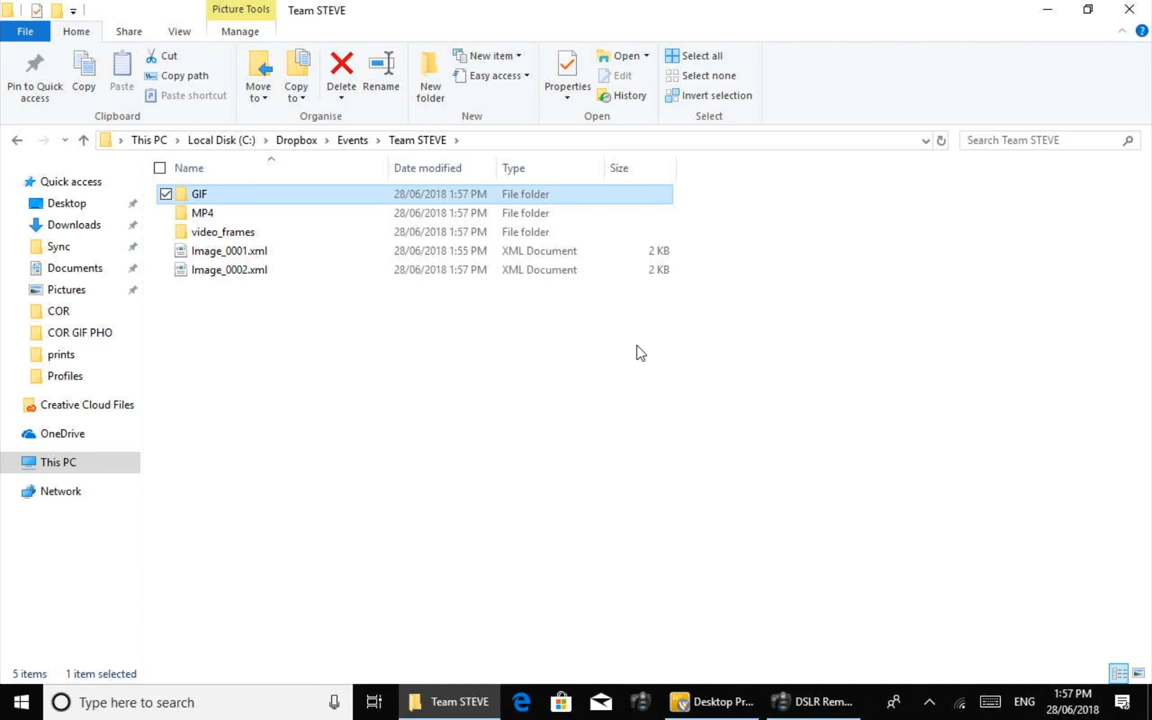 Picture Tools
Team STEVE
File
Home
Share
View
Manage
Pin to Quick access
Copy
Paste
Cut
Copy path
Paste shortcut
Clipboard
Move to
Copy to
Delete
Rename
Organise
New folder
New item
Easy access
New
Properties
Open
Edit
History
Open
Select all
Select none
Invert selection
Select
This PC
Local Disk (C:)
Dropbox
Events
Team STEVE
Search Team STEVE
Quick access
Desktop
Downloads
Sync
Documents
Pictures
COR
COR GIF PHO
prints
Profiles
Creative Cloud Files
OneDrive
This PC
Network
Name Date modified Type Size
GIF 28/06/2018 1:57 PM File folder
MP4 28/06/2018 1:57 PM File folder
video_frames 28/06/2018 1:57 PM File folder
Image_0001.xml 28/06/2018 1:55 PM XML Document 2 KB
Image_0002.xml 28/06/2018 1:57 PM XML Document 2 KB
5 items 1 item selected
Type here to search
Team STEVE
Desktop Pr...
DSLR Rem...
ENG
1:57 PM
28/06/2018